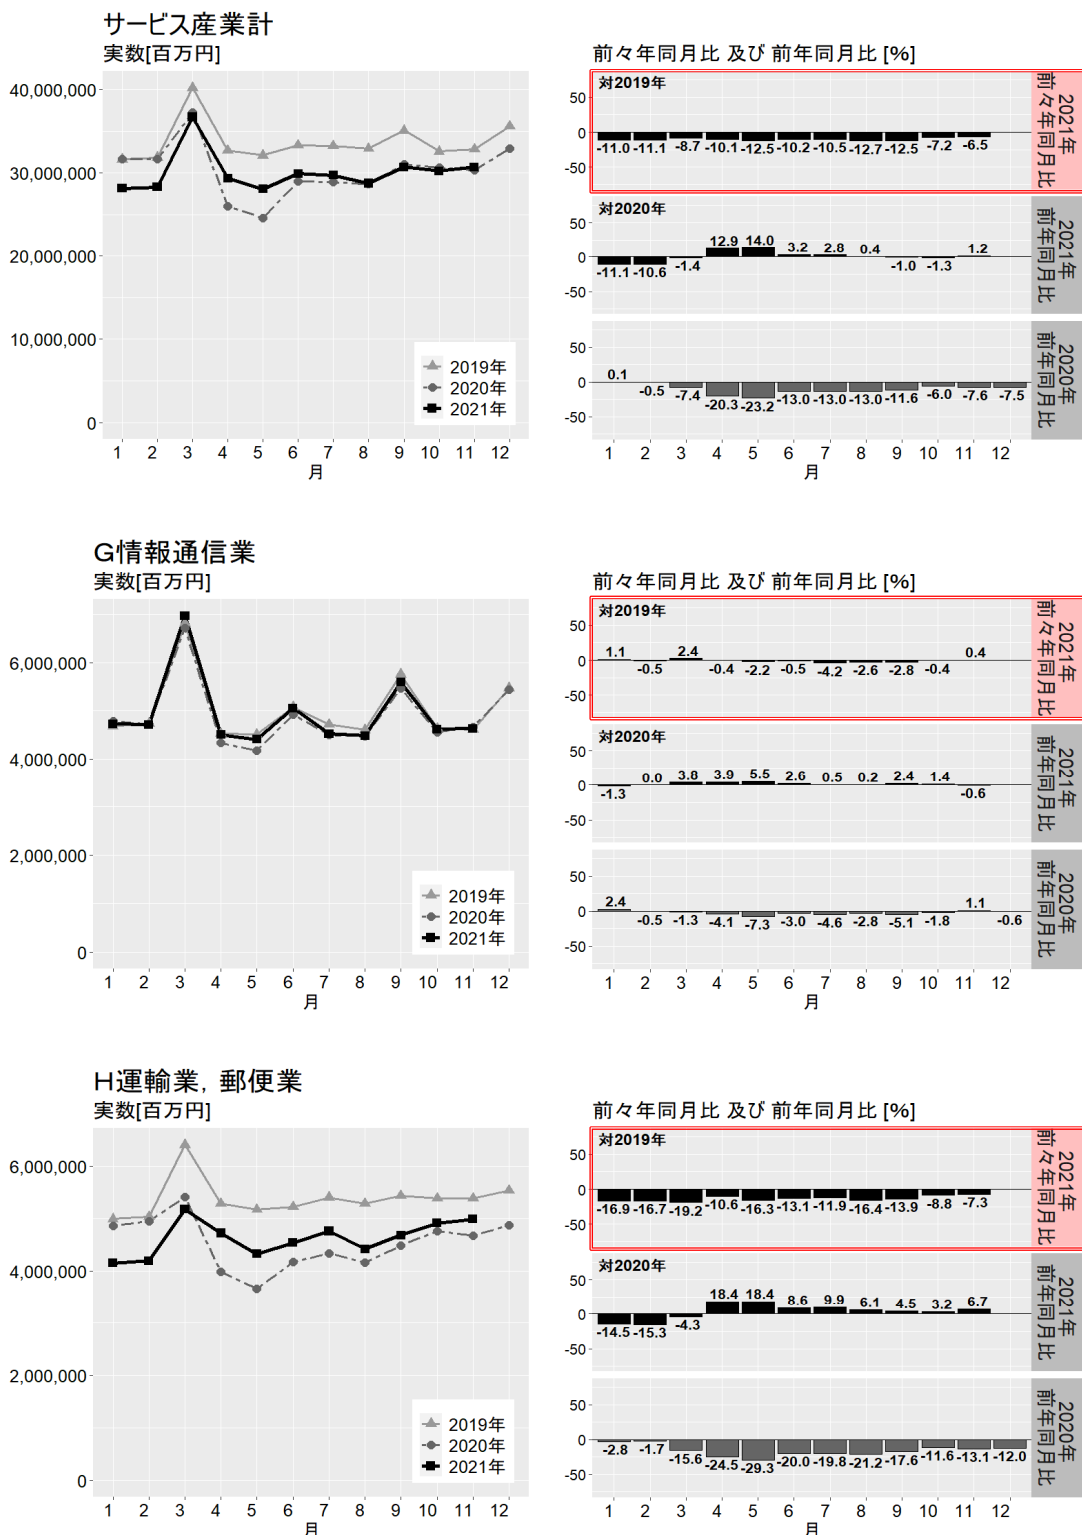 サービス産業計
実数[百万円]
40,000,000
30,000,000
20,000,000
10,000,000
0
2019年
2020年
2021年
1 2 3 4 5 6 7 8 9 10 11 12
月
前々年同月比 及び 前年同月比 [%]
対2019年
50
0
-50
-11.0 -11.1 -8.7 -10.1 -12.5 -10.2 -10.5 -12.7 -12.5 -7.2 -6.5
2021年
前々年同月比
対2020年
50
0
-50
-11.1 -10.6 -1.4 12.9 14.0 3.2 2.8 0.4 -1.0 -1.3 1.2
2021年
前年同月比
50
0
-50
0.1 -0.5 -7.4 -20.3 -23.2 -13.0 -13.0 -13.0 -11.6 -6.0 -7.6 -7.5
2020年
前年同月比
1 2 3 4 5 6 7 8 9 10 11 12
月
G情報通信業
実数[百万円]
6,000,000
4,000,000
2,000,000
0
2019年
2020年
2021年
1 2 3 4 5 6 7 8 9 10 11 12
月
前々年同月比 及び 前年同月比 [%]
対2019年
50
0
-50
1.1 -0.5 2.4 -0.4 -2.2 -0.5 -4.2 -2.6 -2.8 -0.4 0.4
2021年
前々年同月比
対2020年
50
0
-50
-1.3 0.0 3.8 3.9 5.5 2.6 0.5 0.2 2.4 1.4 -0.6
2021年
前年同月比
50
0
-50
2.4 -0.5 -1.3 -4.1 -7.3 -3.0 -4.6 -2.8 -5.1 -1.8 1.1 -0.6
2020年
前年同月比
1 2 3 4 5 6 7 8 9 10 11 12
月
H運輸業，郵便業
実数[百万円]
6,000,000
4,000,000
2,000,000
0
2019年
2020年
2021年
1 2 3 4 5 6 7 8 9 10 11 12
月
前々年同月比 及び 前年同月比 [%]
対2019年
50
0
-50
-16.9 -16.7 -19.2 -10.6 -16.3 -13.1 -11.9 -16.4 -13.9 -8.8 -7.3
2021年
前々年同月比
対2020年
50
0
-50
-14.5 -15.3 -4.3 18.4 18.4 8.6 9.9 6.1 4.5 3.2 6.7
2021年
前年同月比
50
0
-50
-2.8 -1.7 -15.6 -24.5 -29.3 -20.0 -19.8 -21.2 -17.6 -11.6 -13.1 -12.0
2020年
前年同月比
1 2 3 4 5 6 7 8 9 10 11 12
月